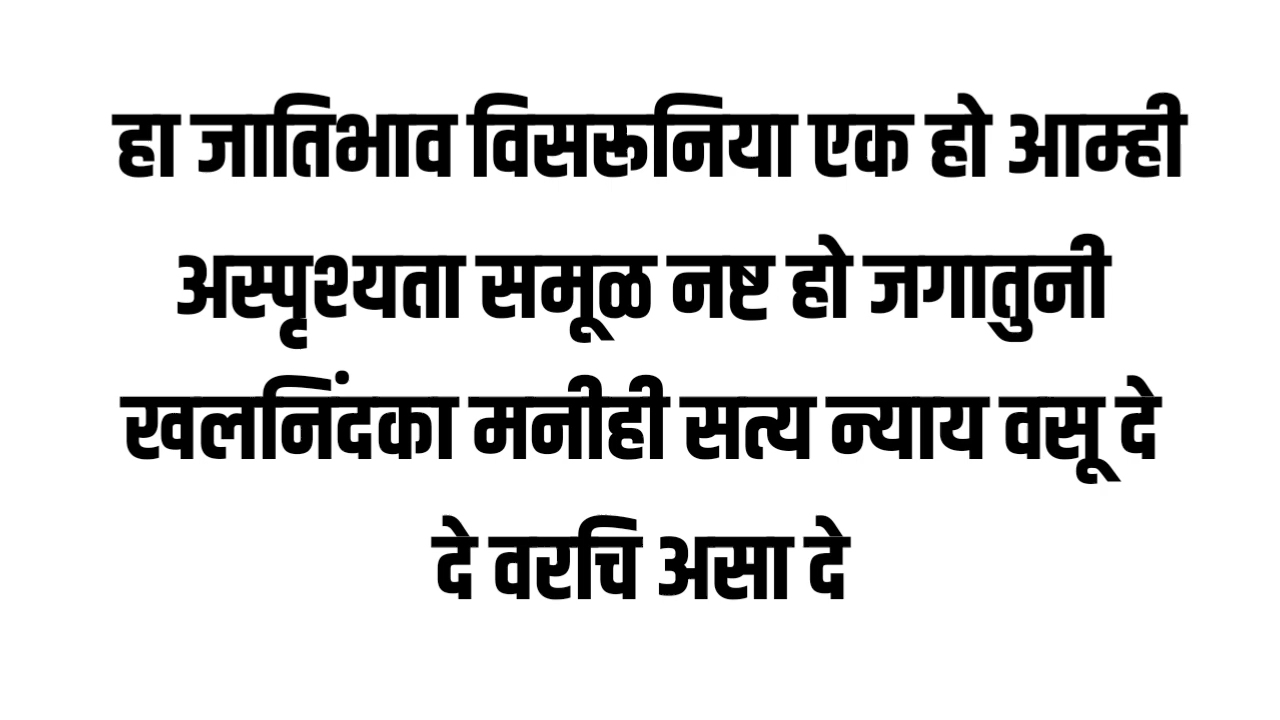 हा जातिभाव विसरूनिया एक हो आम्ही
अस्पृश्यता समूळ नष्ट हो जगातुनी
खलनिंदका मनीही सत्य न्याय वसू दे
दे वरचि असा दे